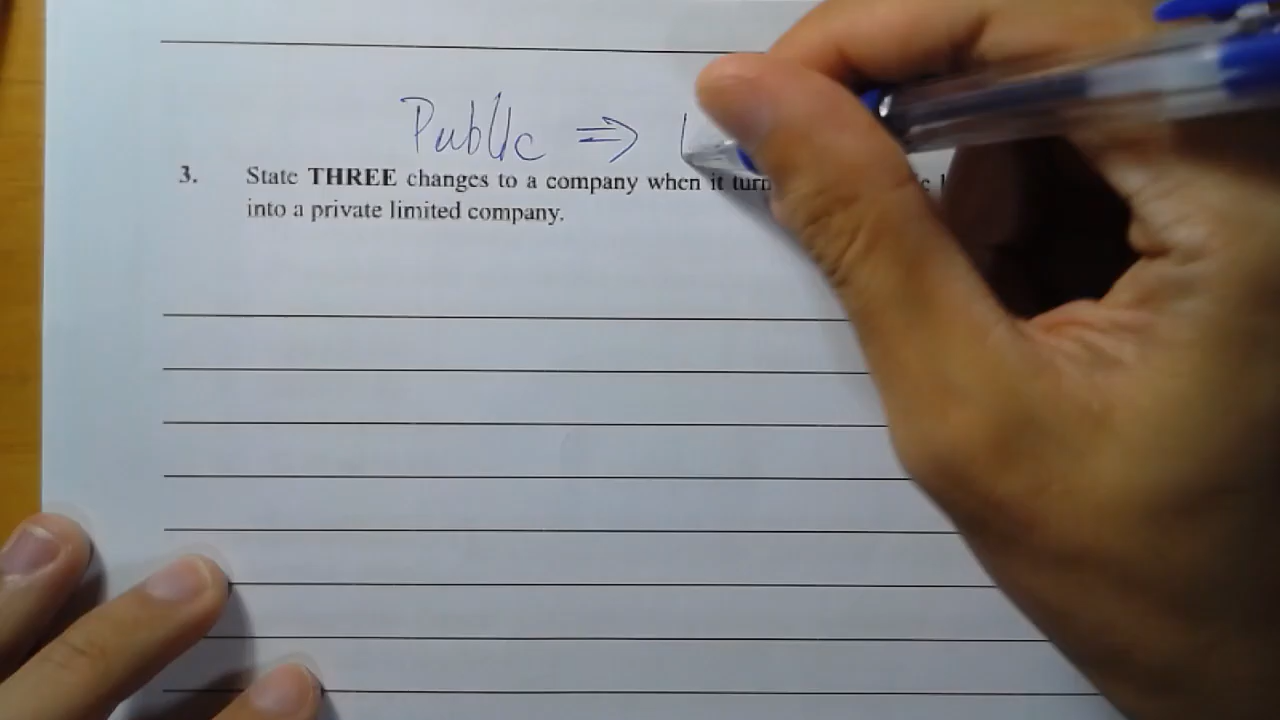 Public ⇒
3. State THREE changes to a company when it turn
into a private limited company.